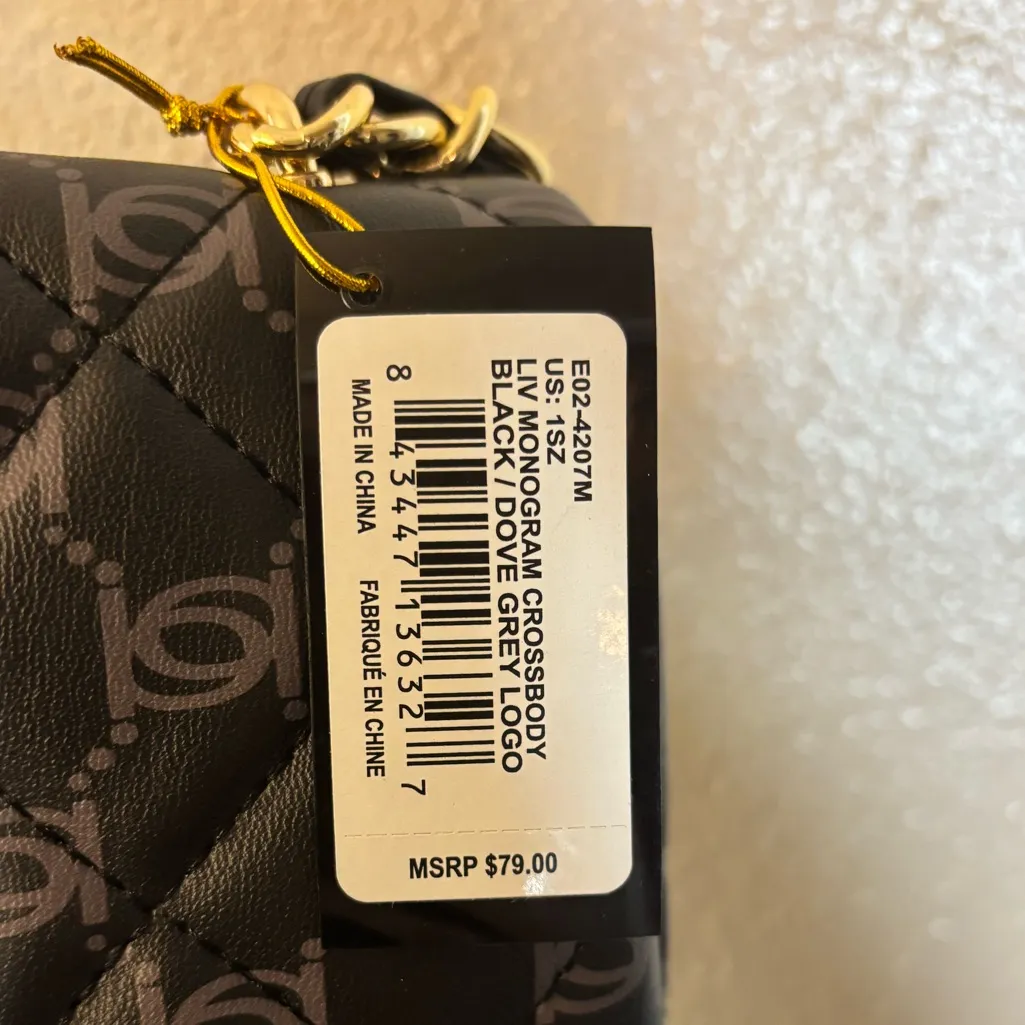 E02-4207M
US: 1SZ
LIV MONOGRAM CROSSBODY
BLACK / DOVE GREY LOGO
8 43447 13632 7
MADE IN CHINA FABRIQUÉ EN CHINE
MSRP $79.00